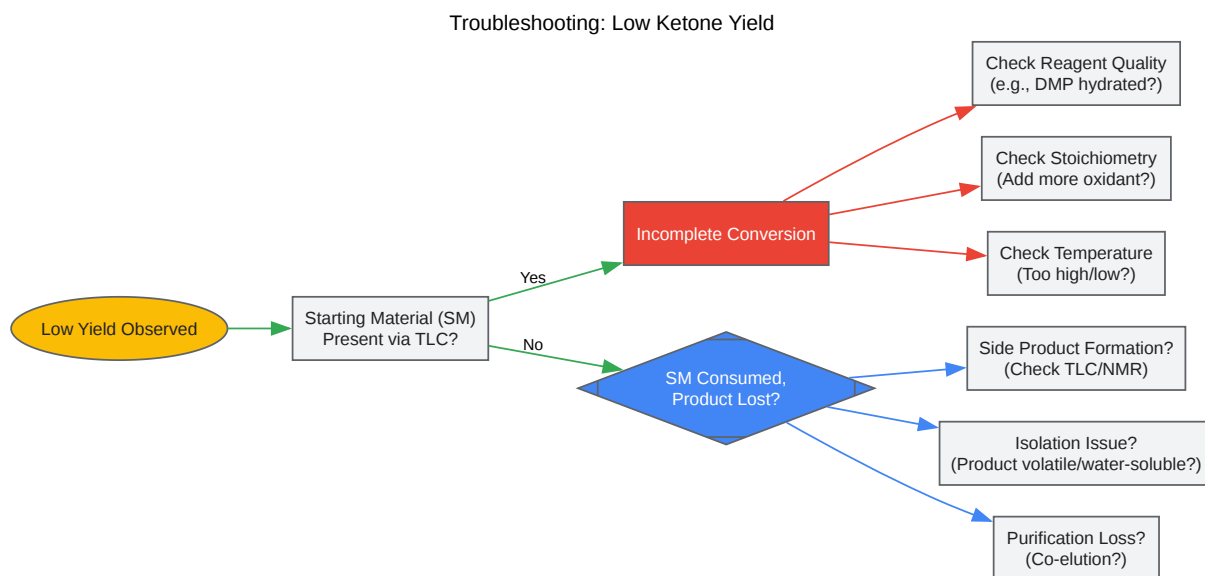 Troubleshooting: Low Ketone Yield
Low Yield Observed
Starting Material (SM)
Present via TLC?
Yes
No
Incomplete Conversion
SM Consumed,
Product Lost?
Check Reagent Quality
(e.g., DMP hydrated?)
Check Stoichiometry
(Add more oxidant?)
Check Temperature
(Too high/low?)
Side Product Formation?
(Check TLC/NMR)
Isolation Issue?
(Product volatile/water-soluble?)
Purification Loss?
(Co-elution?)